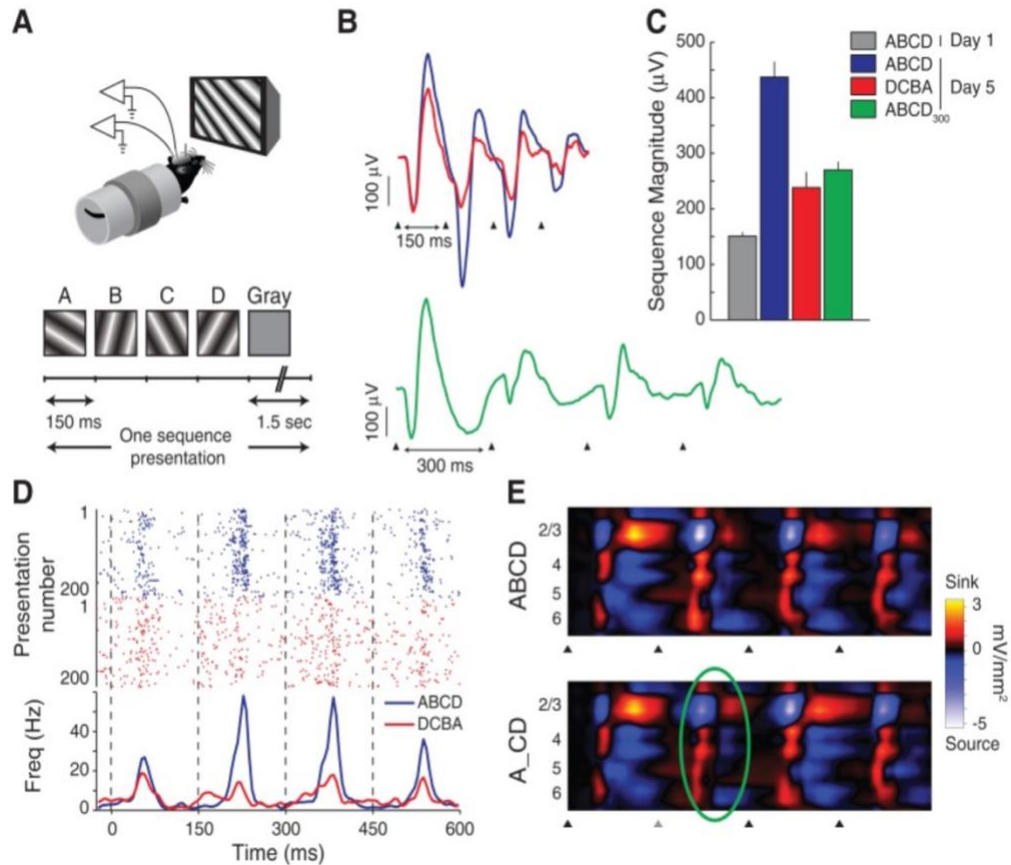 A
A B C D Gray
150 ms 1.5 sec
One sequence
presentation
B
100 µV
150 ms
100 µV
300 ms
C
Sequence Magnitude (µV)
500
400
300
200
100
0
ABCD Day 1
ABCD
DCBA Day 5
ABCD300
D
Presentation
number
1
200
1
200
Freq (Hz)
40
20
0
ABCD
DCBA
0 150 300 450 600
Time (ms)
E
ABCD
2/3
4
5
6
A_CD
2/3
4
5
6
Sink
3
0
-5
mV/mm²
Source